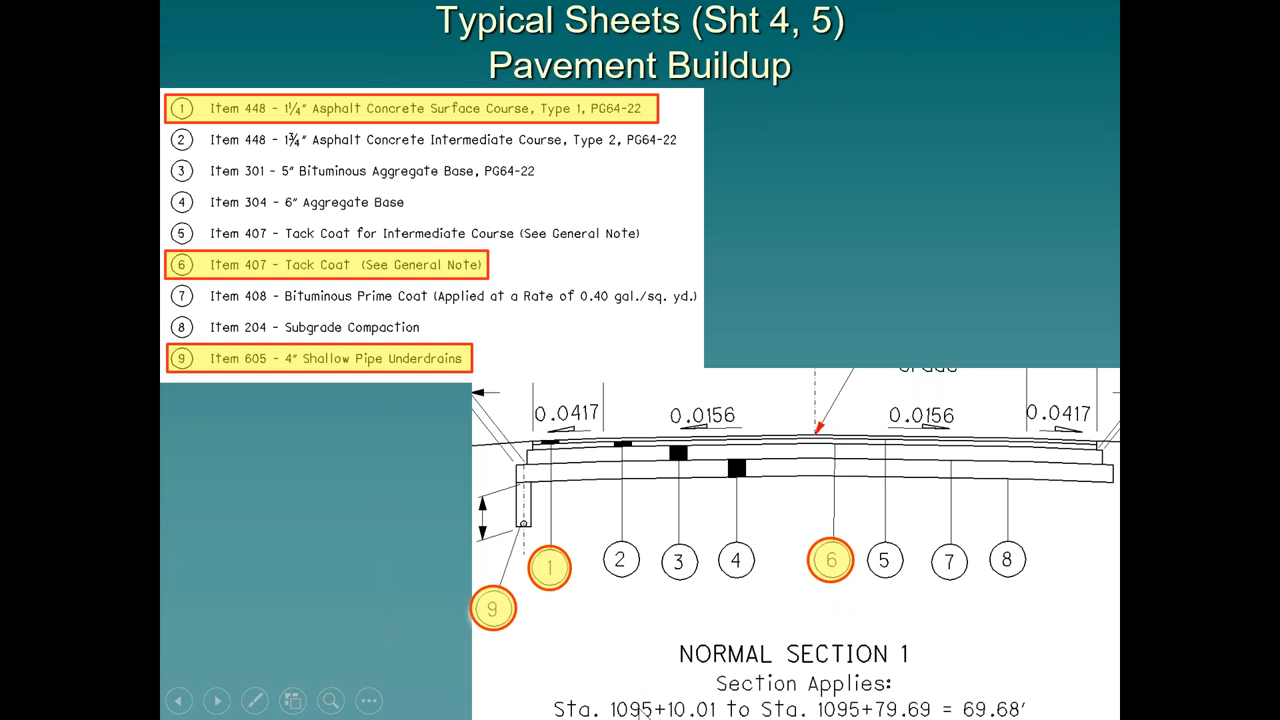 Typical Sheets (Sht 4, 5)
Pavement Buildup
1 Item 448 - 1¼" Asphalt Concrete Surface Course, Type 1, PG64-22
2 Item 448 - 1¾" Asphalt Concrete Intermediate Course, Type 2, PG64-22
3 Item 301 - 5" Bituminous Aggregate Base, PG64-22
4 Item 304 - 6" Aggregate Base
5 Item 407 - Tack Coat for Intermediate Course (See General Note)
6 Item 407 - Tack Coat (See General Note)
7 Item 408 - Bituminous Prime Coat (Applied at a Rate of 0.40 gal./sq. yd.)
8 Item 204 - Subgrade Compaction
9 Item 605 - 4" Shallow Pipe Underdrains
0.0417 0.0156 0.0156 0.0417
1 2 3 4 6 5 7 8
9
NORMAL SECTION 1
Section Applies:
Sta. 1095+10.01 to Sta. 1095+79.69 = 69.68'